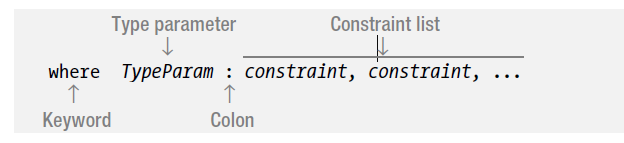 Type parameter Constraint list
where TypeParam : constraint, constraint, ...
Keyword Colon